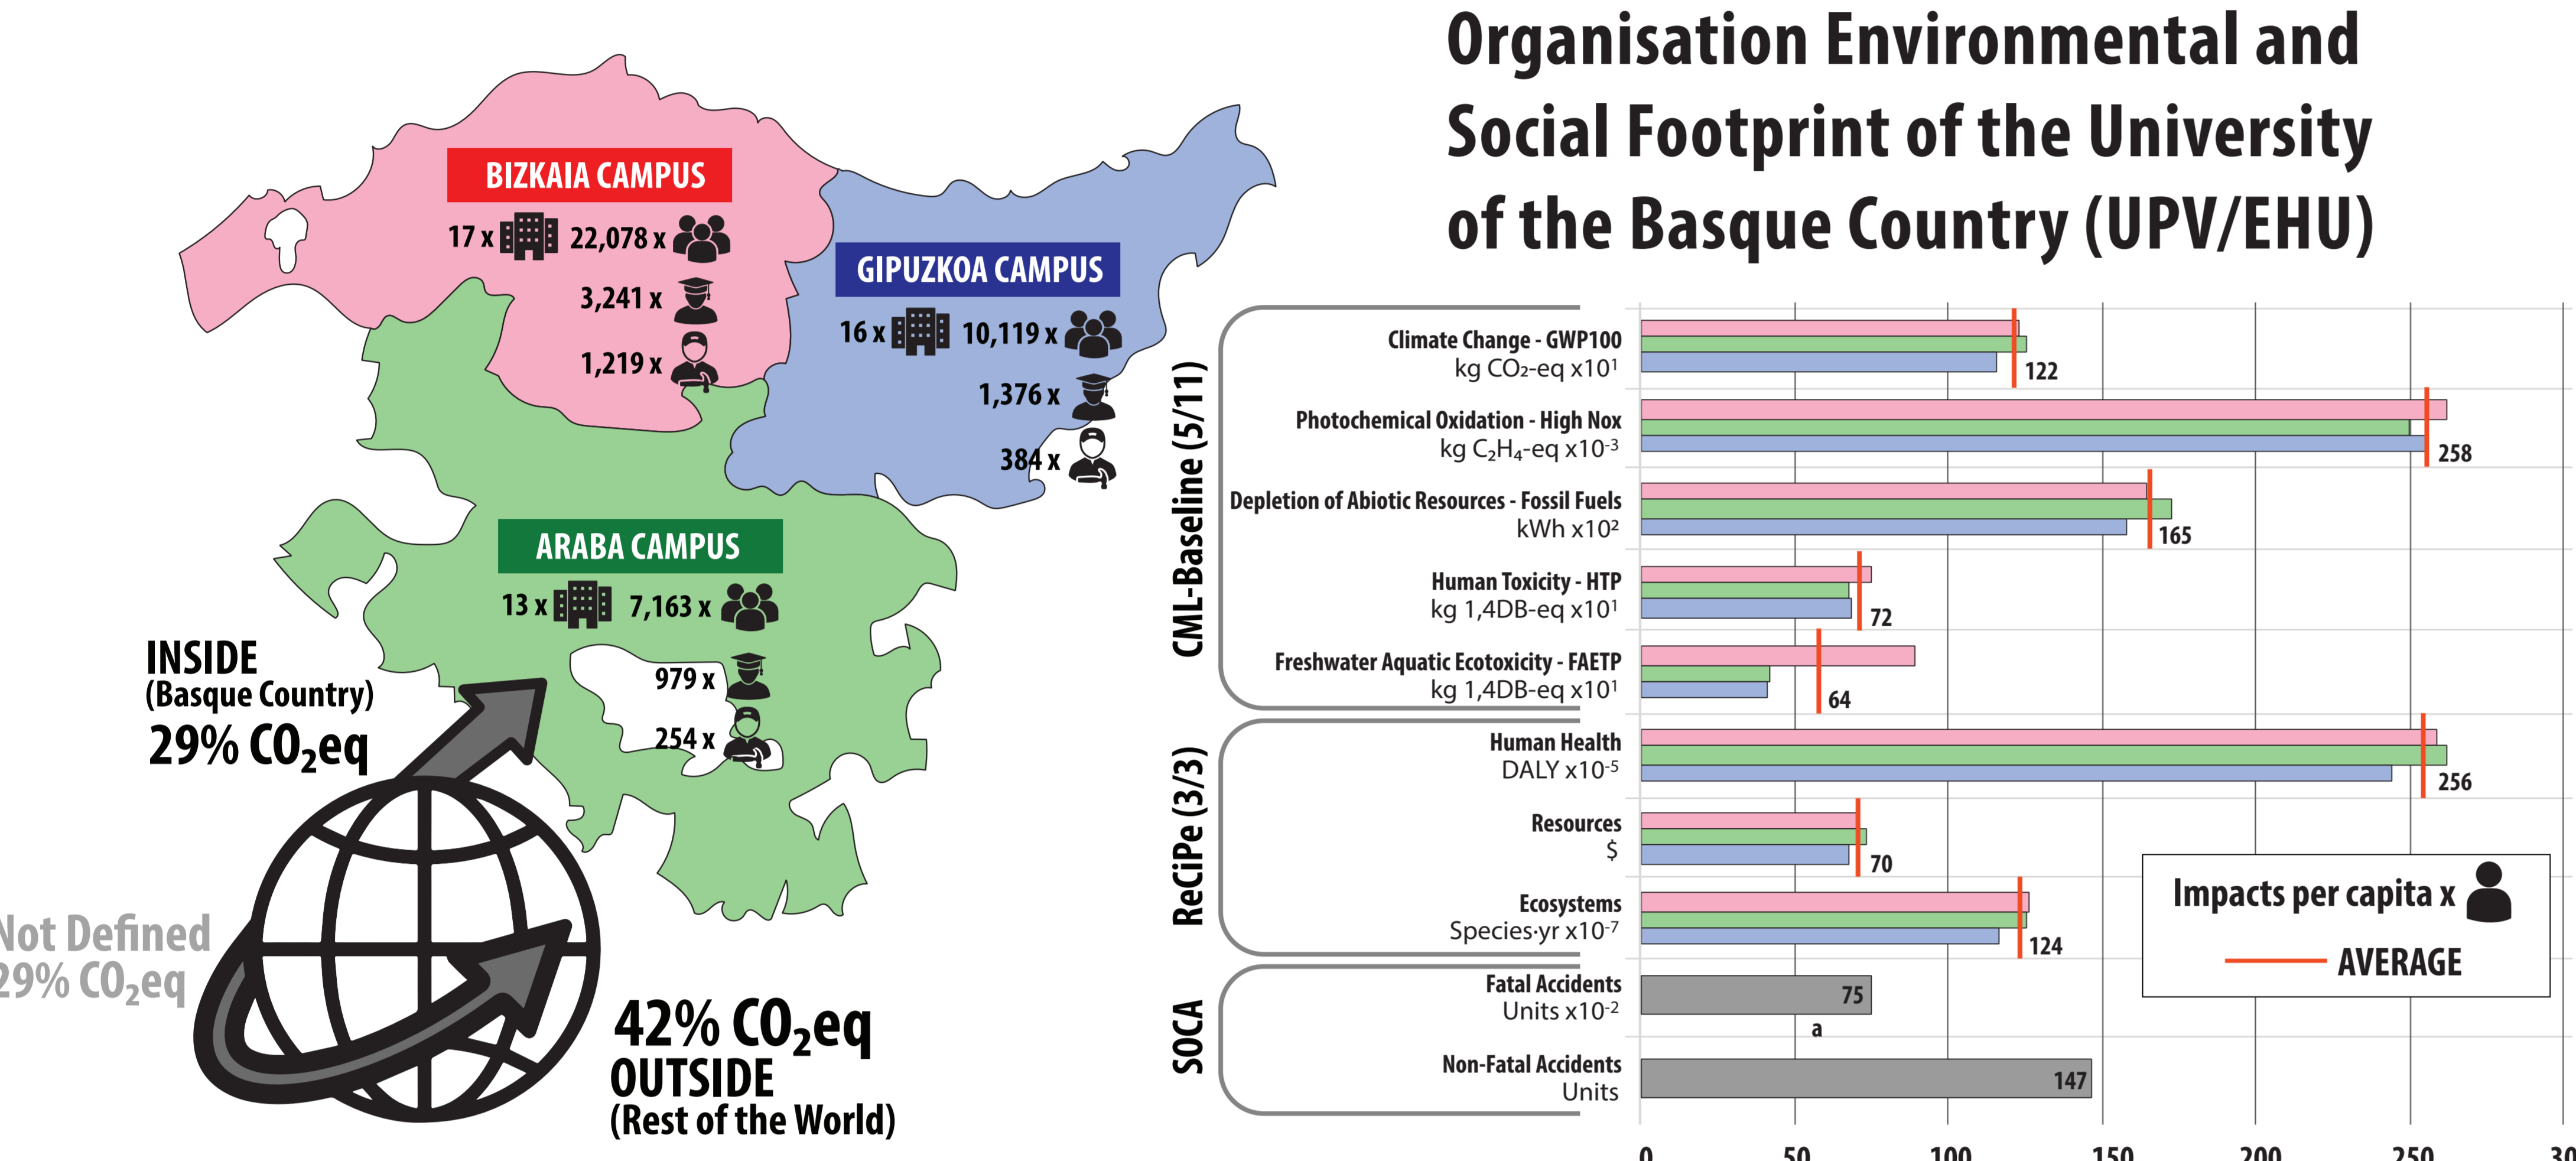 Organisation Environmental and
Social Footprint of the University
of the Basque Country (UPV/EHU)
BIZKAIA CAMPUS
17 x 22,078 x
3,241 x
1,219 x
GIPUZKOA CAMPUS
16 x 10,119 x
1,376 x
384 x
ARABA CAMPUS
13 x 7,163 x
979 x
254 x
INSIDE
(Basque Country)
29% CO₂eq
Not Defined
29% CO₂eq
42% CO₂eq
OUTSIDE
(Rest of the World)
CML-Baseline (5/11)
Climate Change - GWP100
kg CO₂-eq x10¹
122
Photochemical Oxidation - High Nox
kg C₂H₄-eq x10⁻³
258
Depletion of Abiotic Resources - Fossil Fuels
kWh x10²
165
Human Toxicity - HTP
kg 1,4DB-eq x10¹
72
Freshwater Aquatic Ecotoxicity - FAETP
kg 1,4DB-eq x10¹
64
ReCiPe (3/3)
Human Health
DALY x10⁻⁵
256
Resources
$
70
Ecosystems
Species·yr x10⁻⁷
124
SOCA
Fatal Accidents
Units x10⁻²
75
a
Non-Fatal Accidents
Units
147
Impacts per capita x
AVERAGE
0 50 100 150 200 250 30